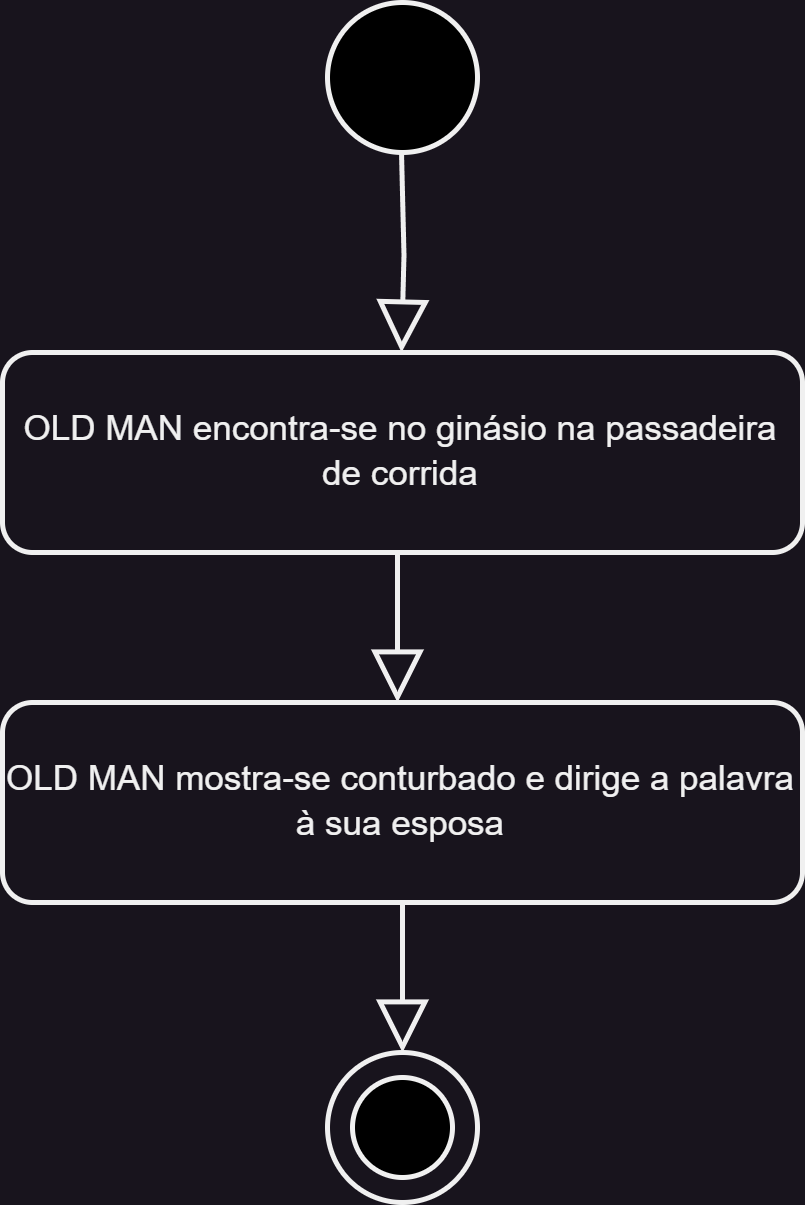 OLD MAN encontra-se no ginásio na passadeira
de corrida
OLD MAN mostra-se conturbado e dirige a palavra
à sua esposa